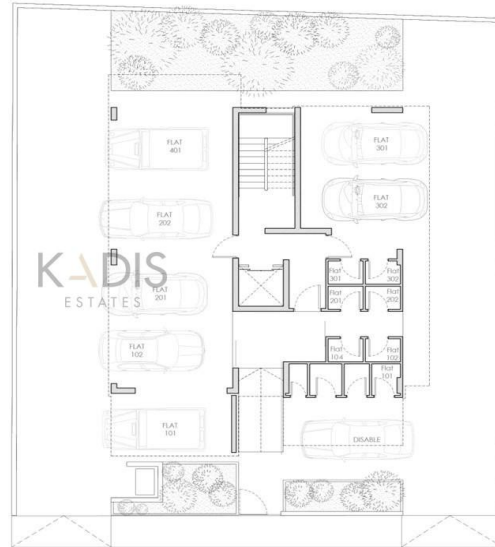 FLAT
401
FLAT
301
FLAT
302
FLAT
202
KADIS
ESTATES
FLAT
201
Flat
301
Flat
302
Flat
201
Flat
202
FLAT
102
Flat
104
Flat
102
Flat
101
FLAT
101
DISABLE